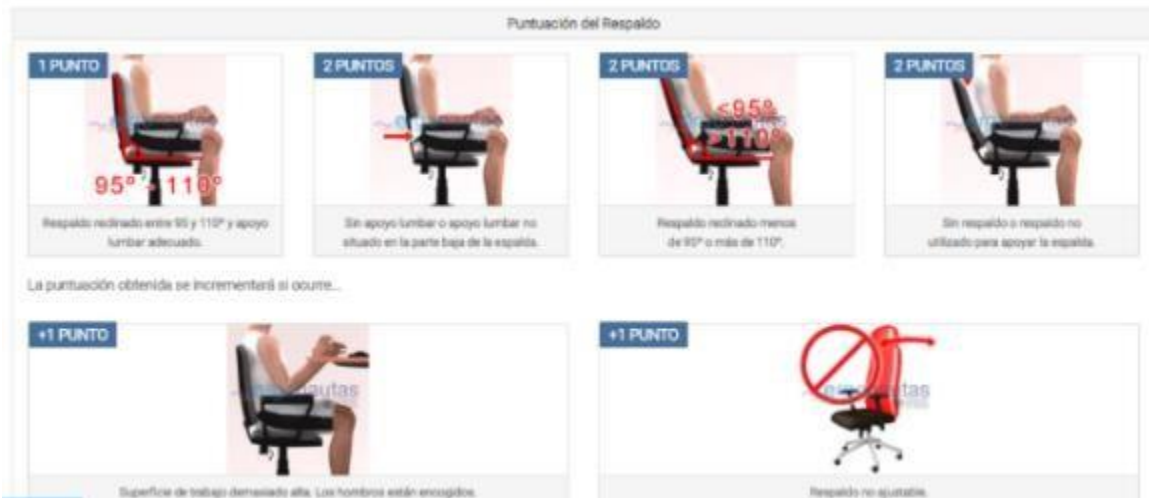 Puntuación del Respaldo
1 PUNTO
2 PUNTOS
2 PUNTOS
2 PUNTOS
95° - 110°
<95°
>110°
Respaldo reclinado entre 95 y 110º y apoyo
lumbar adecuado.
Sin apoyo lumbar o apoyo lumbar no
situado en la parte baja de la espalda.
Respaldo reclinado menos
de 95º o más de 110º.
Sin respaldo o respaldo no
utilizado para apoyar la espalda.
La puntuación obtenida se incrementará si ocurre...
+1 PUNTO
+1 PUNTO
Superficie de trabajo demasiado alta. Los hombros están encogidos.
Respaldo no ajustable.